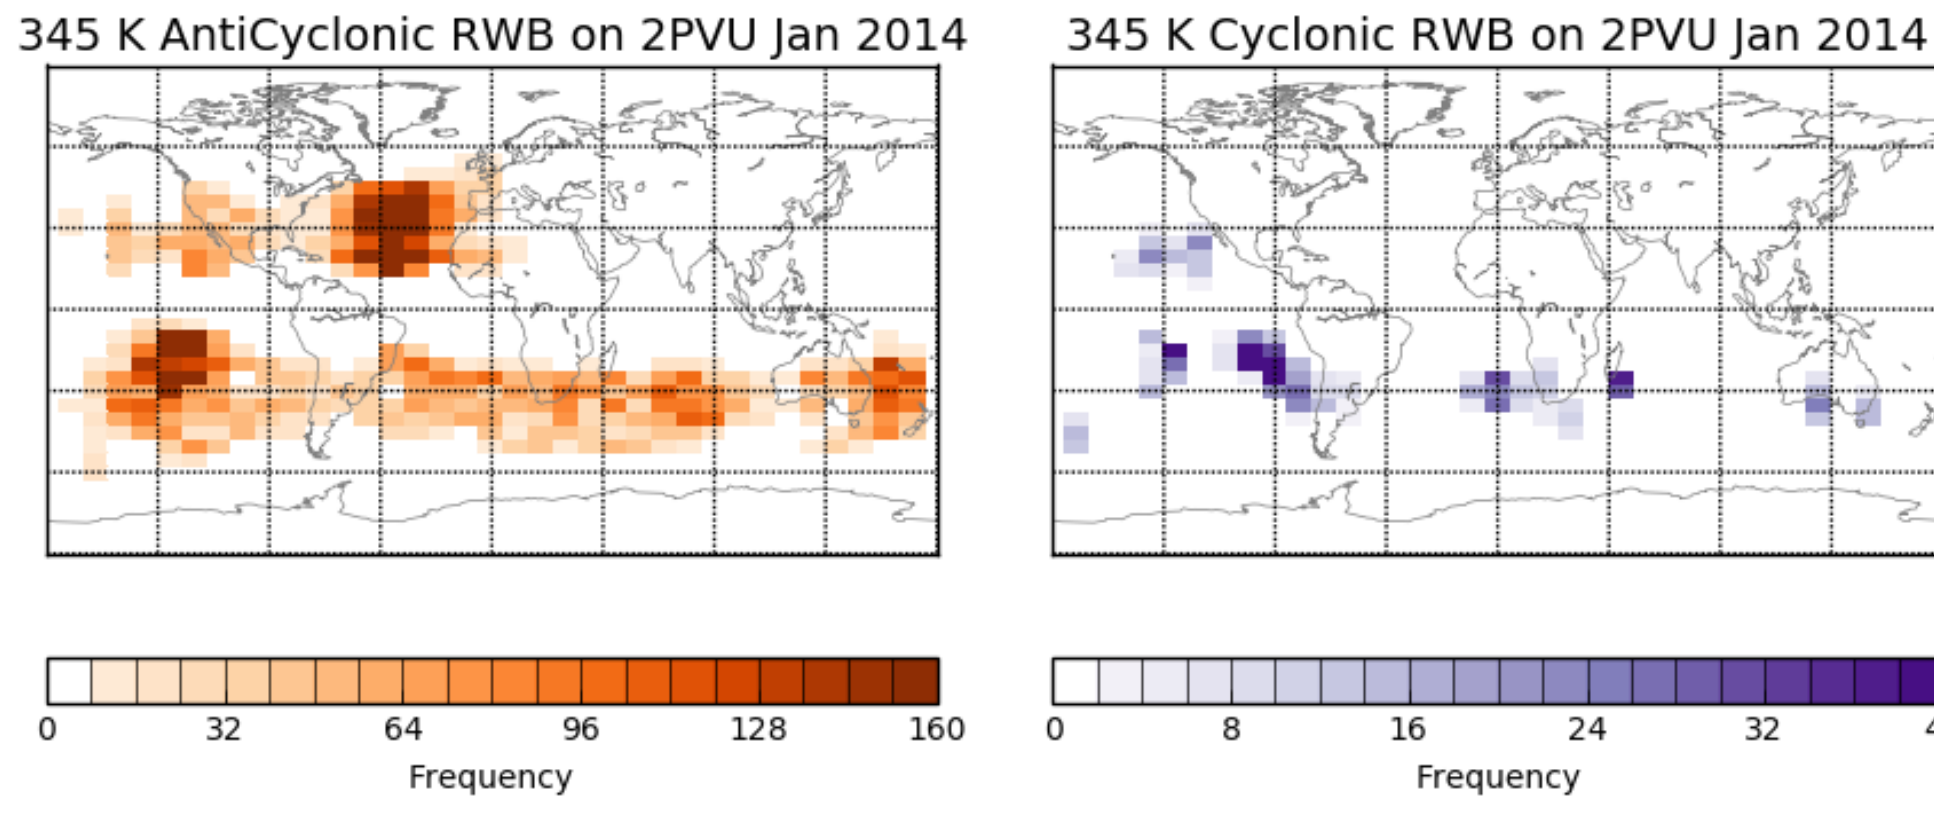 345 K AntiCyclonic RWB on 2PVU Jan 2014
345 K Cyclonic RWB on 2PVU Jan 2014
0 32 64 96 128 160
Frequency
0 8 16 24 32
Frequency